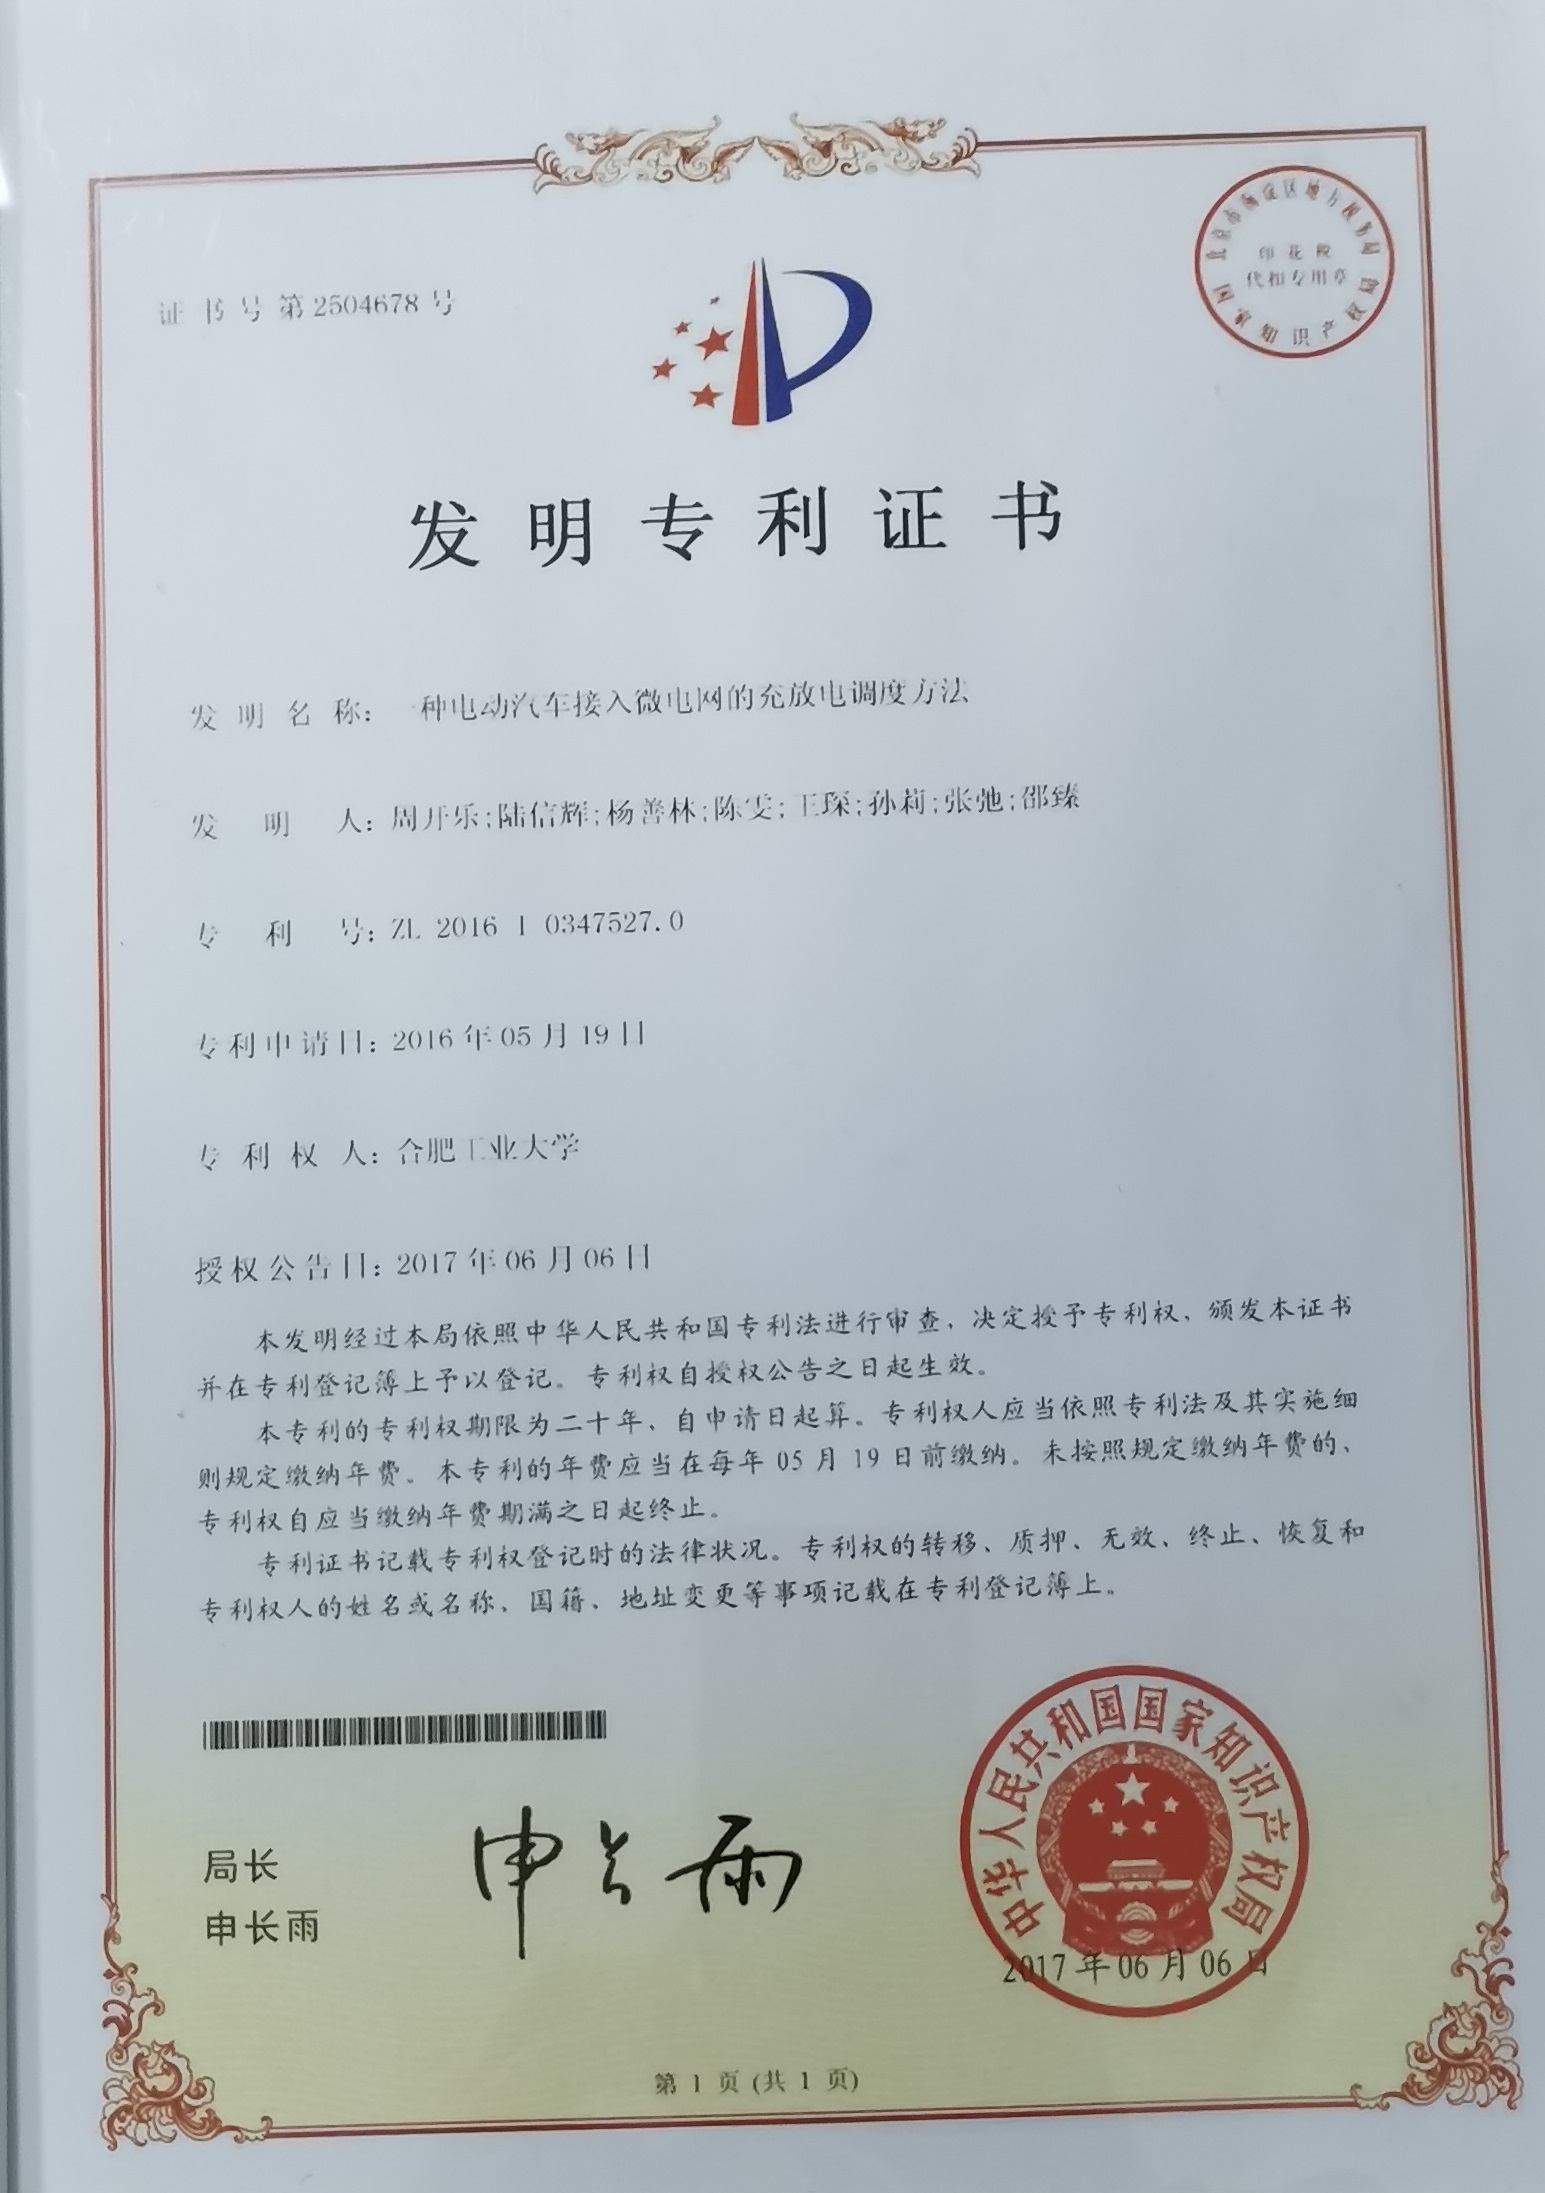 证书号第2504678号
北京市海淀区地方税务局
印花税
代扣专用章
国家知识产权局
发明专利证书
发明名称：一种电动汽车接入微电网的充放电调度方法
发明人：周开乐;陆信辉;杨善林;陈雯;王琛;孙莉;张弛;邵臻
专利号：ZL 2016 1 0347527.0
专利申请日：2016年05月19日
专利权人：合肥工业大学
授权公告日：2017年06月06日
本发明经过本局依照中华人民共和国专利法进行审查，决定授予专利权，颁发本证书
并在专利登记簿上予以登记。专利权自授权公告之日起生效。
本专利的专利权期限为二十年，自申请日起算。专利权人应当依照专利法及其实施细
则规定缴纳年费。本专利的年费应当在每年05月19日前缴纳。未按照规定缴纳年费的，
专利权自应当缴纳年费期满之日起终止。
专利证书记载专利权登记时的法律状况。专利权的转移、质押、无效、终止、恢复和
专利权人的姓名或名称、国籍、地址变更等事项记载在专利登记簿上。
局长
申长雨
申长雨
中华人民共和国国家知识产权局
2017年06月06日
第1页(共1页)